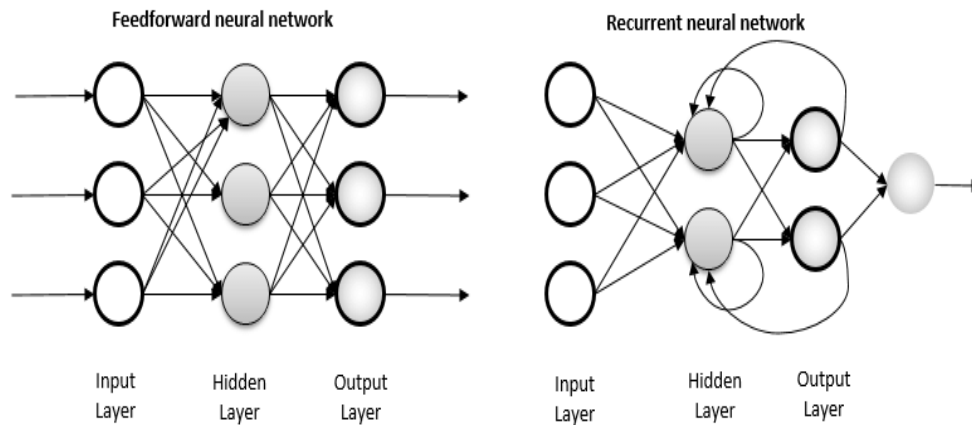 Feedforward neural network
Recurrent neural network
Input
Layer
Hidden
Layer
Output
Layer
Input
Layer
Hidden
Layer
Output
Layer